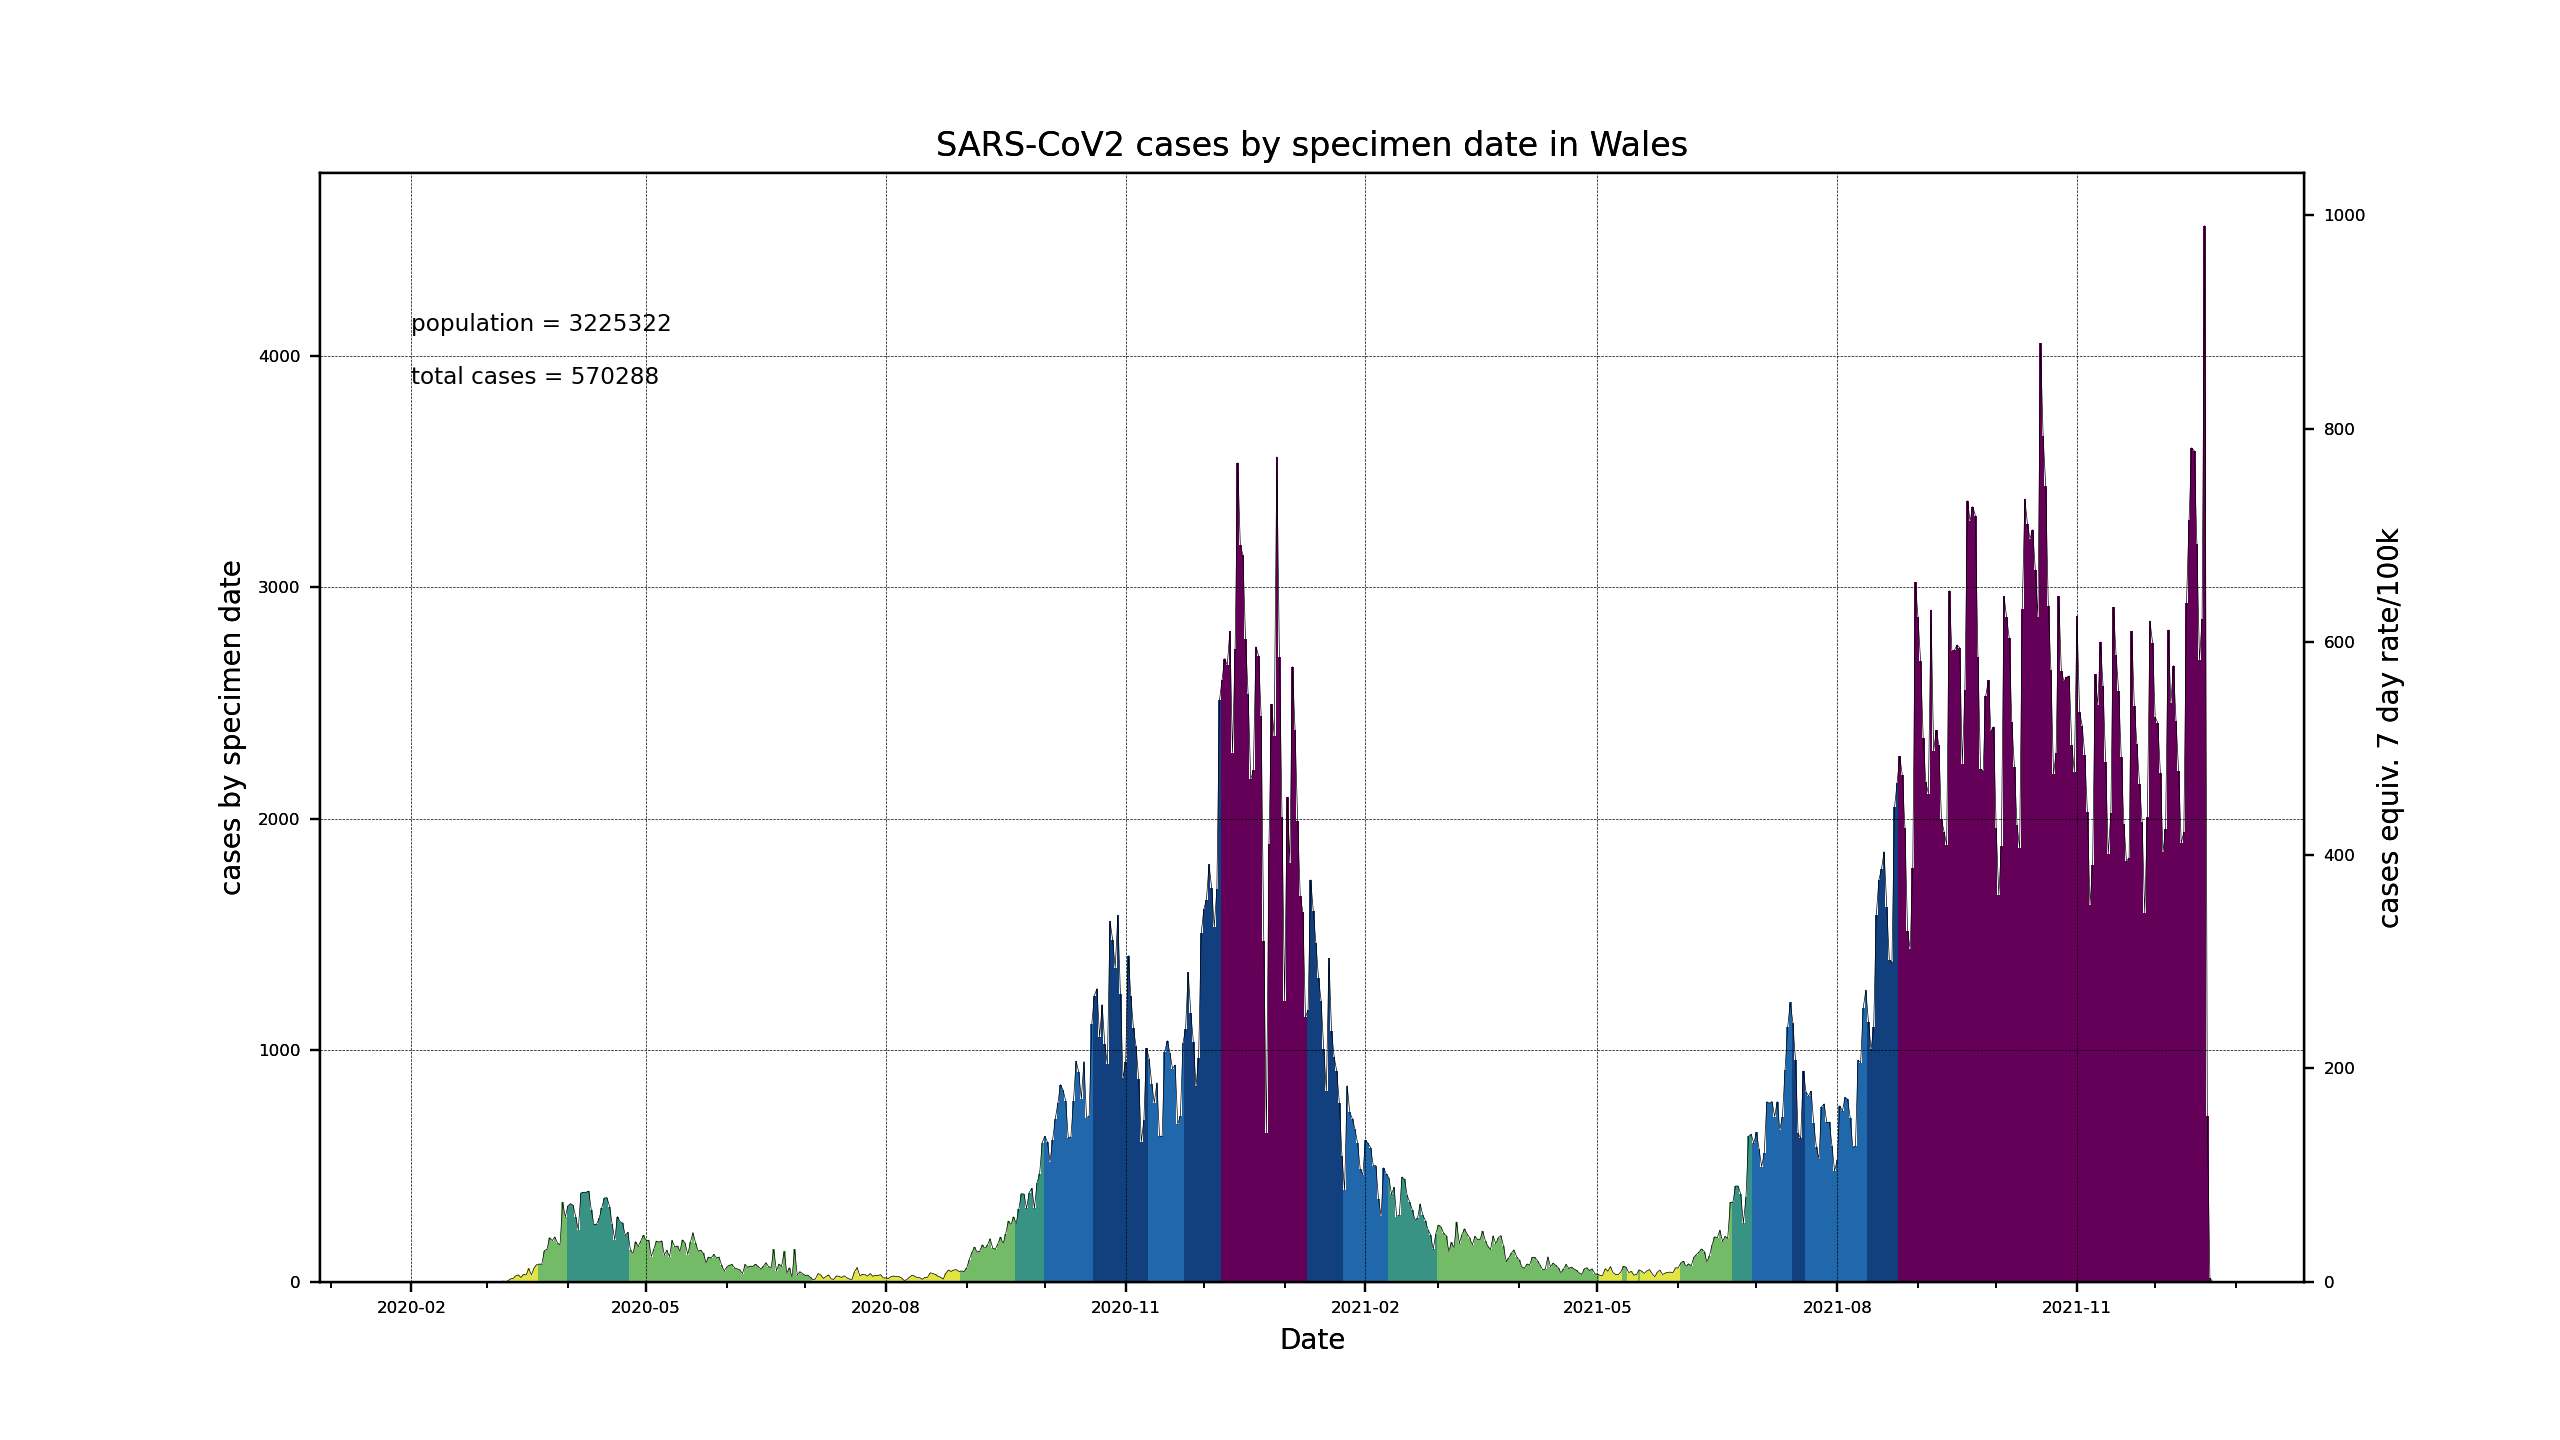 SARS-CoV2 cases by specimen date in Wales
population = 3225322
total cases = 570288
cases by specimen date
4000
3000
2000
1000
0
1000
800
600
400
200
0
cases equiv. 7 day rate/100k
2020-02 2020-05 2020-08 2020-11 2021-02 2021-05 2021-08 2021-11
Date